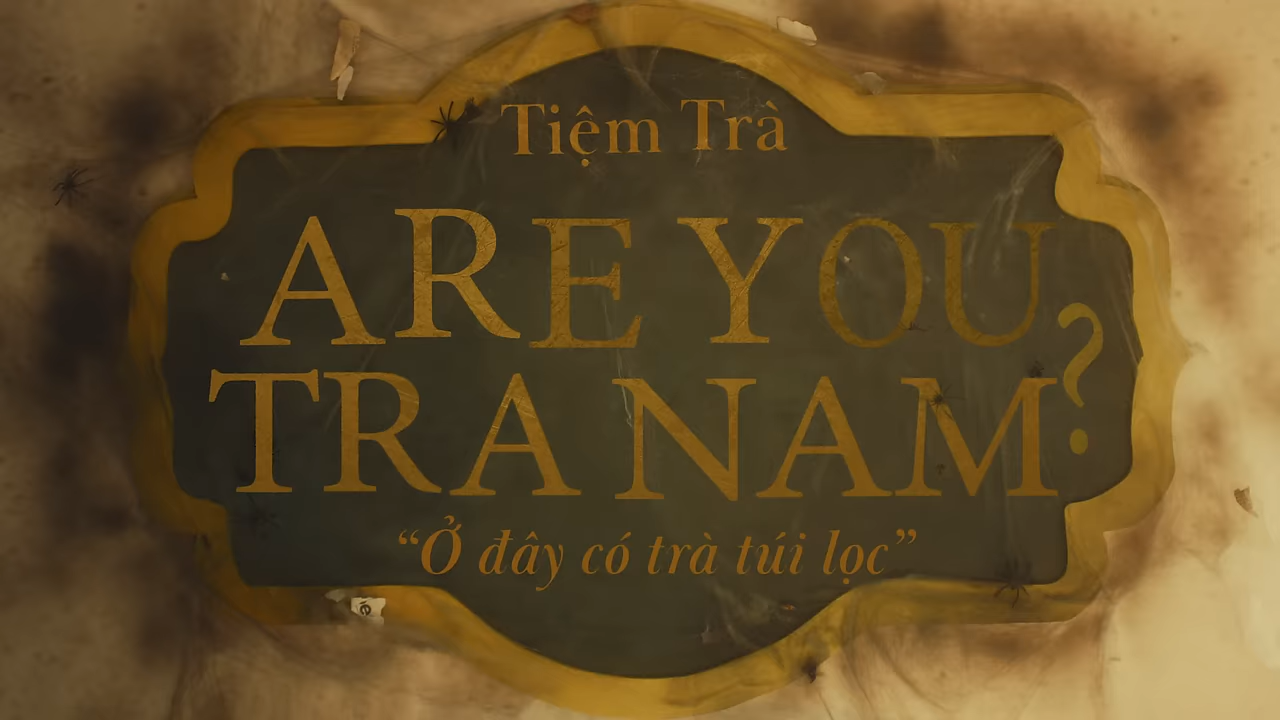 Tiệm Trà
ARE YOU
TRA NAM?
“Ở đây có trà túi lọc”